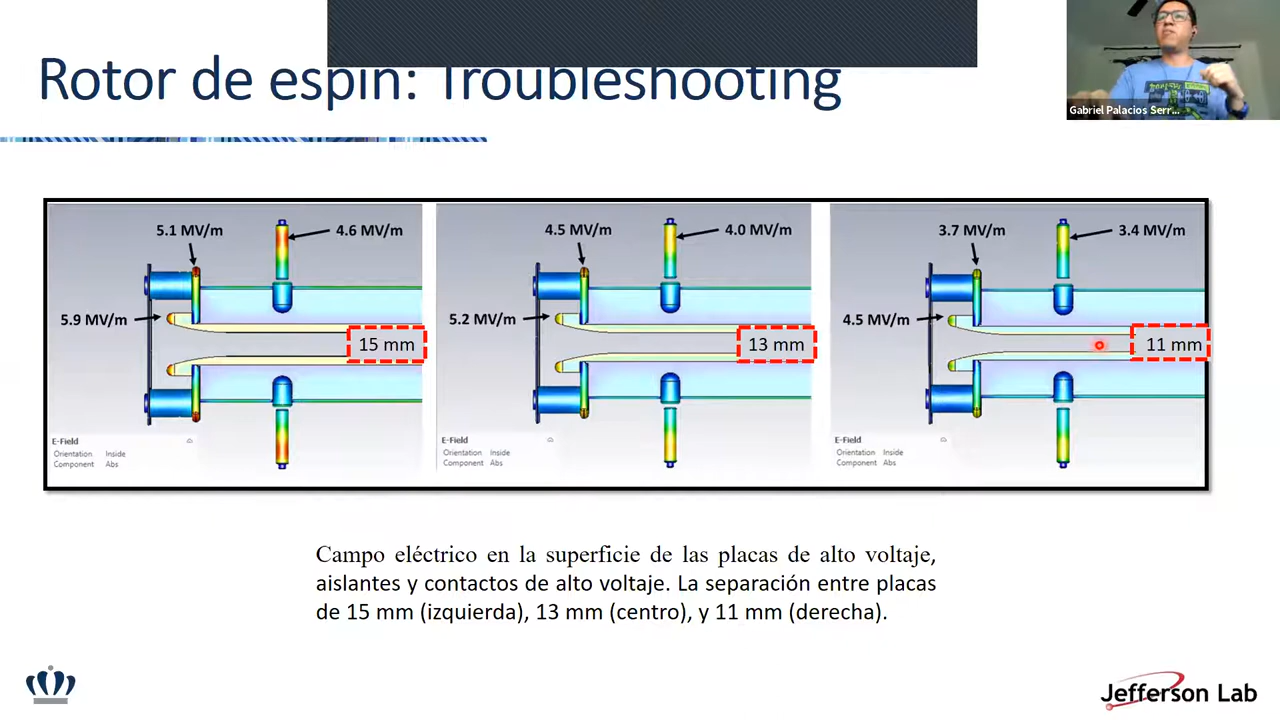 Rotor de espín: Troubleshooting
Gabriel Palacios Serr...
5.1 MV/m
4.6 MV/m
5.9 MV/m
15 mm
E-Field
Orientation Inside
Component Abs
4.5 MV/m
4.0 MV/m
5.2 MV/m
13 mm
E-Field
Orientation Inside
Component Abs
3.7 MV/m
3.4 MV/m
4.5 MV/m
11 mm
E-Field
Orientation Inside
Component Abs
Campo eléctrico en la superficie de las placas de alto voltaje,
aislantes y contactos de alto voltaje. La separación entre placas
de 15 mm (izquierda), 13 mm (centro), y 11 mm (derecha).
Jefferson Lab